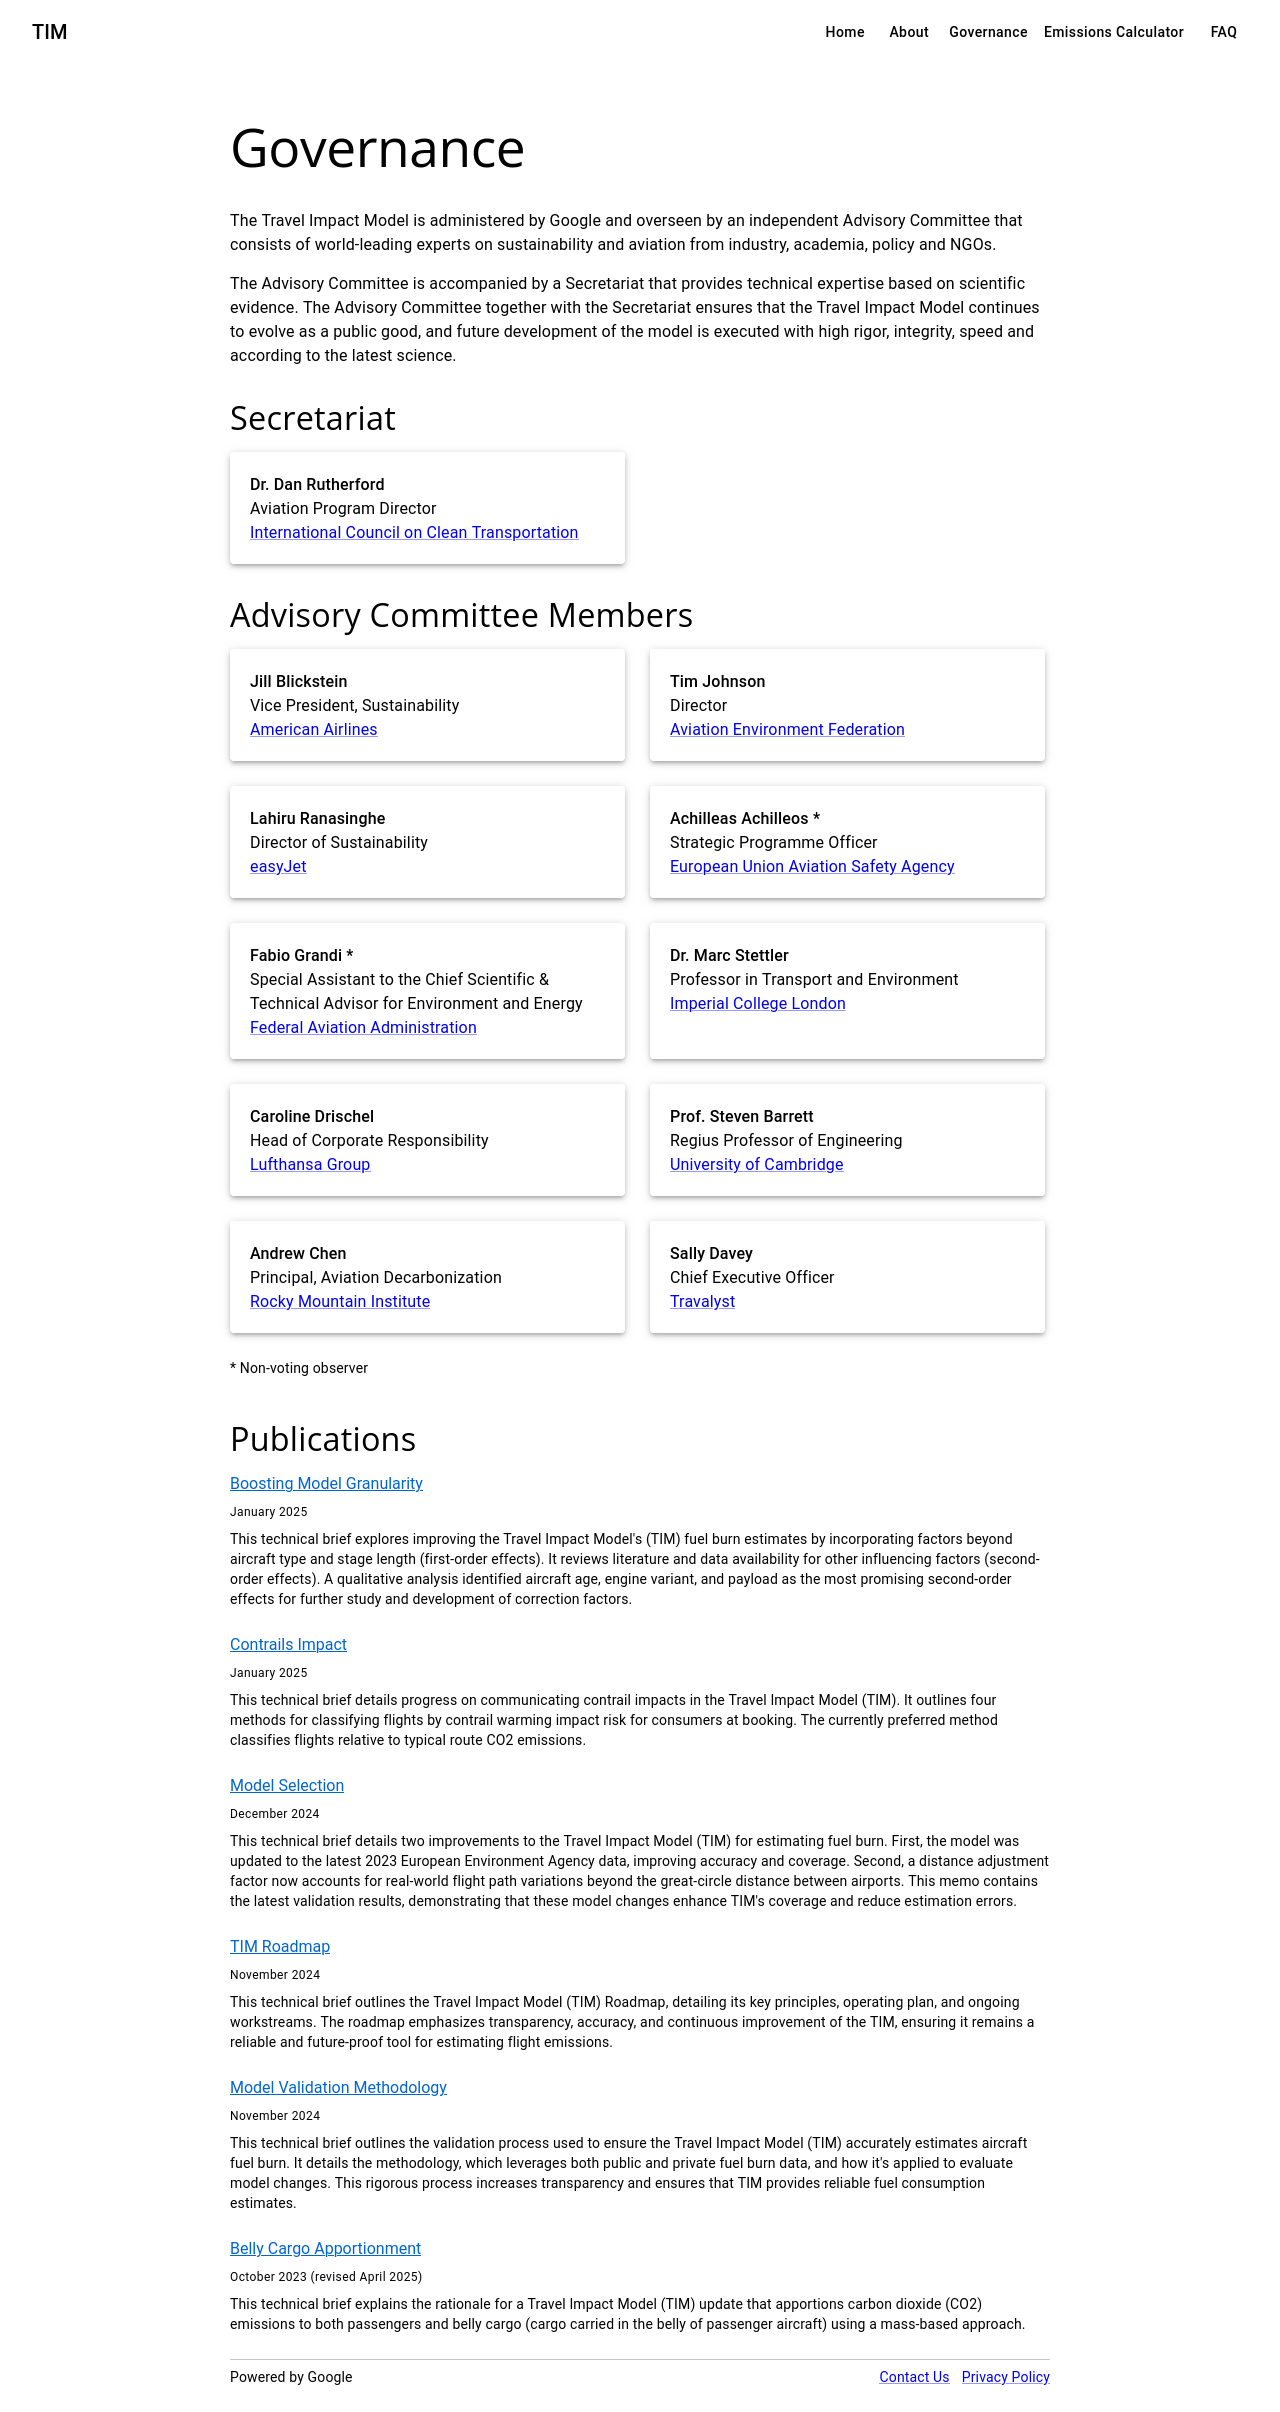 TIM
Home About Governance Emissions Calculator FAQ
Governance
The Travel Impact Model is administered by Google and overseen by an independent Advisory Committee that
consists of world-leading experts on sustainability and aviation from industry, academia, policy and NGOs.
The Advisory Committee is accompanied by a Secretariat that provides technical expertise based on scientific
evidence. The Advisory Committee together with the Secretariat ensures that the Travel Impact Model continues
to evolve as a public good, and future development of the model is executed with high rigor, integrity, speed and
according to the latest science.
Secretariat
Dr. Dan Rutherford
Aviation Program Director
International Council on Clean Transportation
Advisory Committee Members
Jill Blickstein
Vice President, Sustainability
American Airlines
Tim Johnson
Director
Aviation Environment Federation
Lahiru Ranasinghe
Director of Sustainability
easyJet
Achilleas Achilleos *
Strategic Programme Officer
European Union Aviation Safety Agency
Fabio Grandi *
Special Assistant to the Chief Scientific &
Technical Advisor for Environment and Energy
Federal Aviation Administration
Dr. Marc Stettler
Professor in Transport and Environment
Imperial College London
Caroline Drischel
Head of Corporate Responsibility
Lufthansa Group
Prof. Steven Barrett
Regius Professor of Engineering
University of Cambridge
Andrew Chen
Principal, Aviation Decarbonization
Rocky Mountain Institute
Sally Davey
Chief Executive Officer
Travalyst
* Non-voting observer
Publications
Boosting Model Granularity
January 2025
This technical brief explores improving the Travel Impact Model's (TIM) fuel burn estimates by incorporating factors beyond
aircraft type and stage length (first-order effects). It reviews literature and data availability for other influencing factors (second-
order effects). A qualitative analysis identified aircraft age, engine variant, and payload as the most promising second-order
effects for further study and development of correction factors.
Contrails Impact
January 2025
This technical brief details progress on communicating contrail impacts in the Travel Impact Model (TIM). It outlines four
methods for classifying flights by contrail warming impact risk for consumers at booking. The currently preferred method
classifies flights relative to typical route CO2 emissions.
Model Selection
December 2024
This technical brief details two improvements to the Travel Impact Model (TIM) for estimating fuel burn. First, the model was
updated to the latest 2023 European Environment Agency data, improving accuracy and coverage. Second, a distance adjustment
factor now accounts for real-world flight path variations beyond the great-circle distance between airports. This memo contains
the latest validation results, demonstrating that these model changes enhance TIM's coverage and reduce estimation errors.
TIM Roadmap
November 2024
This technical brief outlines the Travel Impact Model (TIM) Roadmap, detailing its key principles, operating plan, and ongoing
workstreams. The roadmap emphasizes transparency, accuracy, and continuous improvement of the TIM, ensuring it remains a
reliable and future-proof tool for estimating flight emissions.
Model Validation Methodology
November 2024
This technical brief outlines the validation process used to ensure the Travel Impact Model (TIM) accurately estimates aircraft
fuel burn. It details the methodology, which leverages both public and private fuel burn data, and how it's applied to evaluate
model changes. This rigorous process increases transparency and ensures that TIM provides reliable fuel consumption
estimates.
Belly Cargo Apportionment
October 2023 (revised April 2025)
This technical brief explains the rationale for a Travel Impact Model (TIM) update that apportions carbon dioxide (CO2)
emissions to both passengers and belly cargo (cargo carried in the belly of passenger aircraft) using a mass-based approach.
Powered by Google
Contact Us Privacy Policy